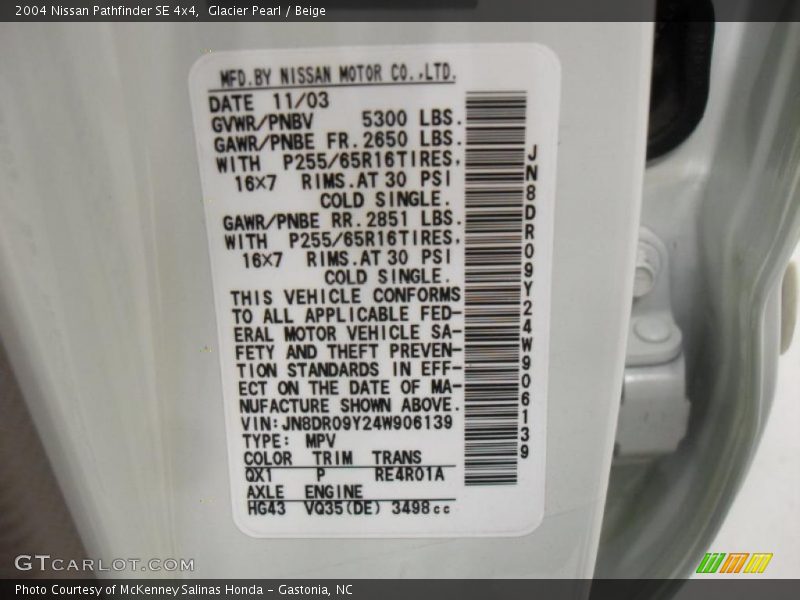 2004 Nissan Pathfinder SE 4x4, Glacier Pearl / Beige
MFD.BY NISSAN MOTOR CO.,LTD.
DATE 11/03
GVWR/PNBV 5300 LBS.
GAWR/PNBE FR.2650 LBS.
WITH P255/65R16TIRES,
16×7 RIMS.AT 30 PSI
COLD SINGLE.
GAWR/PNBE RR.2851 LBS.
WITH P255/65R16TIRES,
16×7 RIMS.AT 30 PSI
COLD SINGLE.
THIS VEHICLE CONFORMS
TO ALL APPLICABLE FED-
ERAL MOTOR VEHICLE SA-
FETY AND THEFT PREVEN-
TION STANDARDS IN EFF-
ECT ON THE DATE OF MA-
NUFACTURE SHOWN ABOVE.
VIN:JN8DR09Y24W906139
TYPE: MPV
COLOR TRIM TRANS
QX1 P RE4R01A
AXLE ENGINE
HG43 VQ35(DE) 3498cc
JN8DR09Y24W906139
GTCARLOT.COM
Photo Courtesy of McKenney Salinas Honda - Gastonia, NC